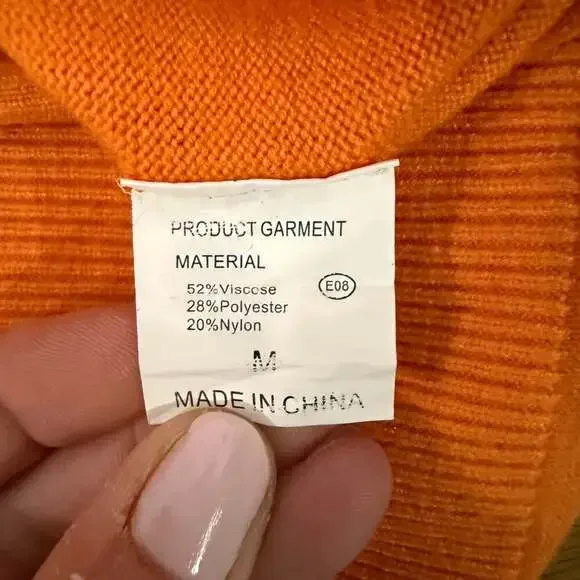 PRODUCT GARMENT
MATERIAL
52%Viscose
E08
28%Polyester
20%Nylon
M
MADE IN CHINA